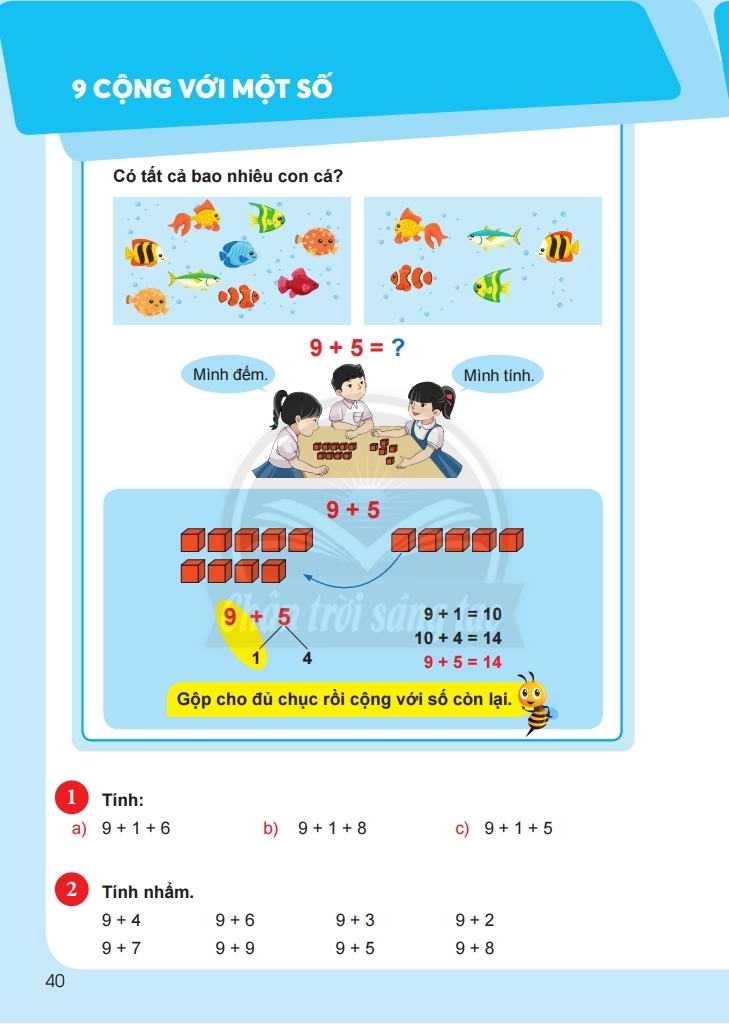 9 CỘNG VỚI MỘT SỐ
Có tất cả bao nhiêu con cá?
9 + 5 = ?
Mình đếm.
Mình tính.
9 + 5
Chân trời sáng tạo
9 + 5
1 4
9 + 1 = 10
10 + 4 = 14
9 + 5 = 14
Gộp cho đủ chục rồi cộng với số còn lại.
1 Tính:
a) 9 + 1 + 6 b) 9 + 1 + 8 c) 9 + 1 + 5
2 Tính nhẩm.
9 + 4 9 + 6 9 + 3 9 + 2
9 + 7 9 + 9 9 + 5 9 + 8
40